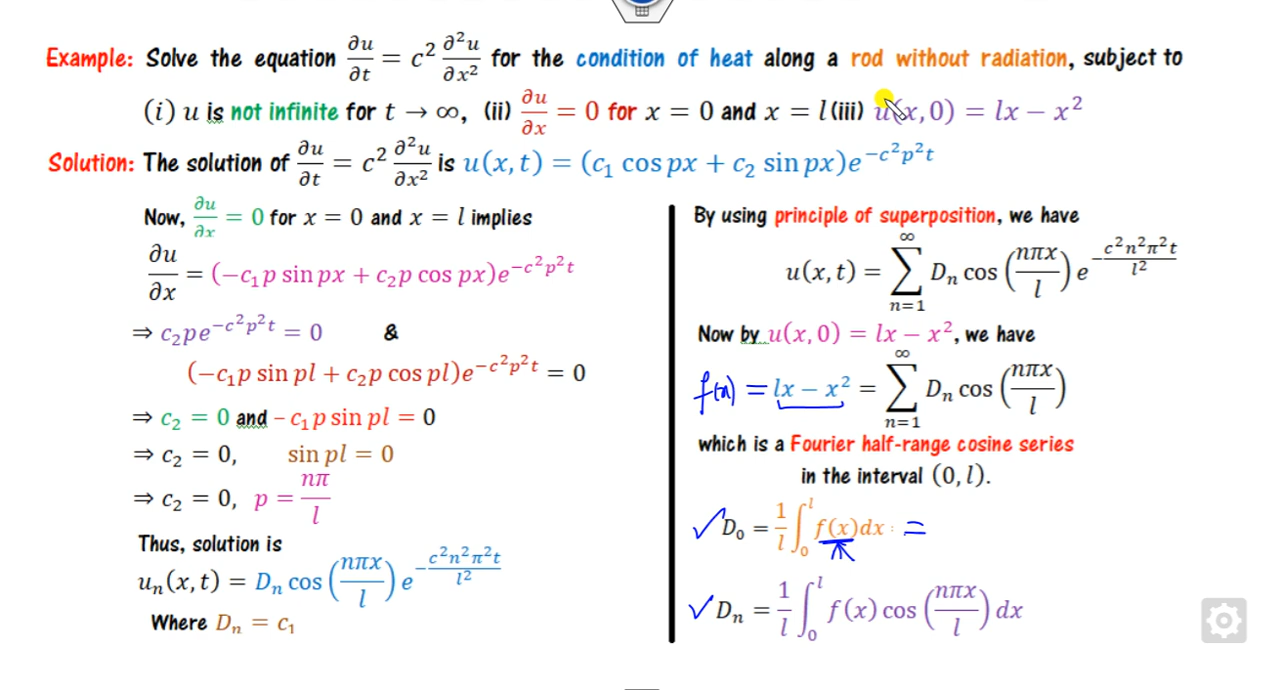 Example: Solve the equation ∂u/∂t = c² ∂²u/∂x² for the condition of heat along a rod without radiation, subject to
(i) u is not infinite for t → ∞, (ii) ∂u/∂x = 0 for x = 0 and x = l (iii) u(x, 0) = lx − x²
Solution: The solution of ∂u/∂t = c² ∂²u/∂x² is u(x, t) = (c₁ cos px + c₂ sin px)e^(−c²p²t)
Now, ∂u/∂x = 0 for x = 0 and x = l implies
∂u/∂x = (−c₁p sin px + c₂p cos px)e^(−c²p²t)
⇒ c₂pe^(−c²p²t) = 0 &
(−c₁p sin pl + c₂p cos pl)e^(−c²p²t) = 0
⇒ c₂ = 0 and − c₁p sin pl = 0
⇒ c₂ = 0, sin pl = 0
⇒ c₂ = 0, p = nπ/l
Thus, solution is
uₙ(x, t) = Dₙ cos (nπx/l) e^(−c²n²π²t/l²)
Where Dₙ = c₁
By using principle of superposition, we have
u(x, t) = ∑_(n=1)^∞ Dₙ cos (nπx/l) e^(−c²n²π²t/l²)
Now by u(x, 0) = lx − x², we have
f(x) = lx − x² = ∑_(n=1)^∞ Dₙ cos (nπx/l)
which is a Fourier half-range cosine series
in the interval (0, l).
✓ D₀ = 1/l ∫₀^l f(x)dx =
✓ Dₙ = 1/l ∫₀^l f(x) cos (nπx/l) dx